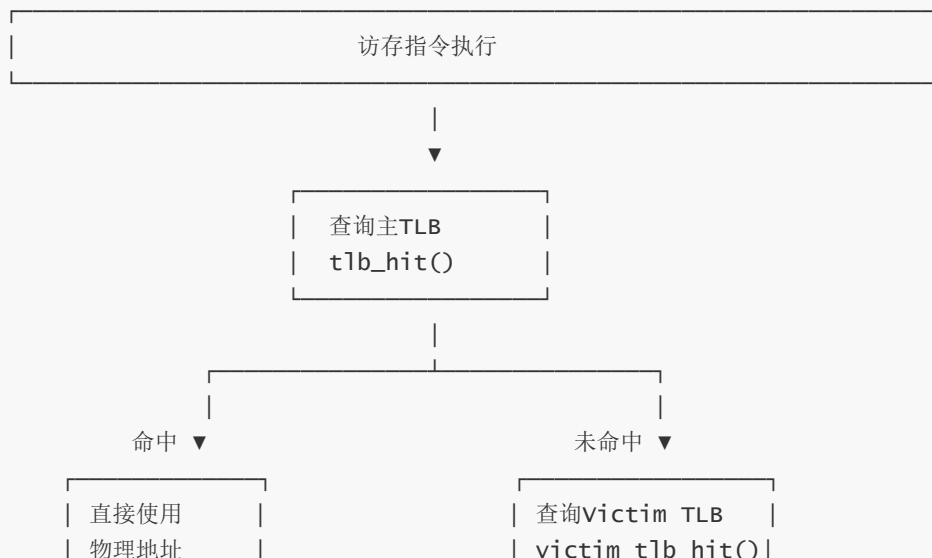 访存指令执行
查询主TLB
tlb_hit()
命中 ▼ 未命中 ▼
直接使用 查询Victim TLB
物理地址 victim_tlb_hit()